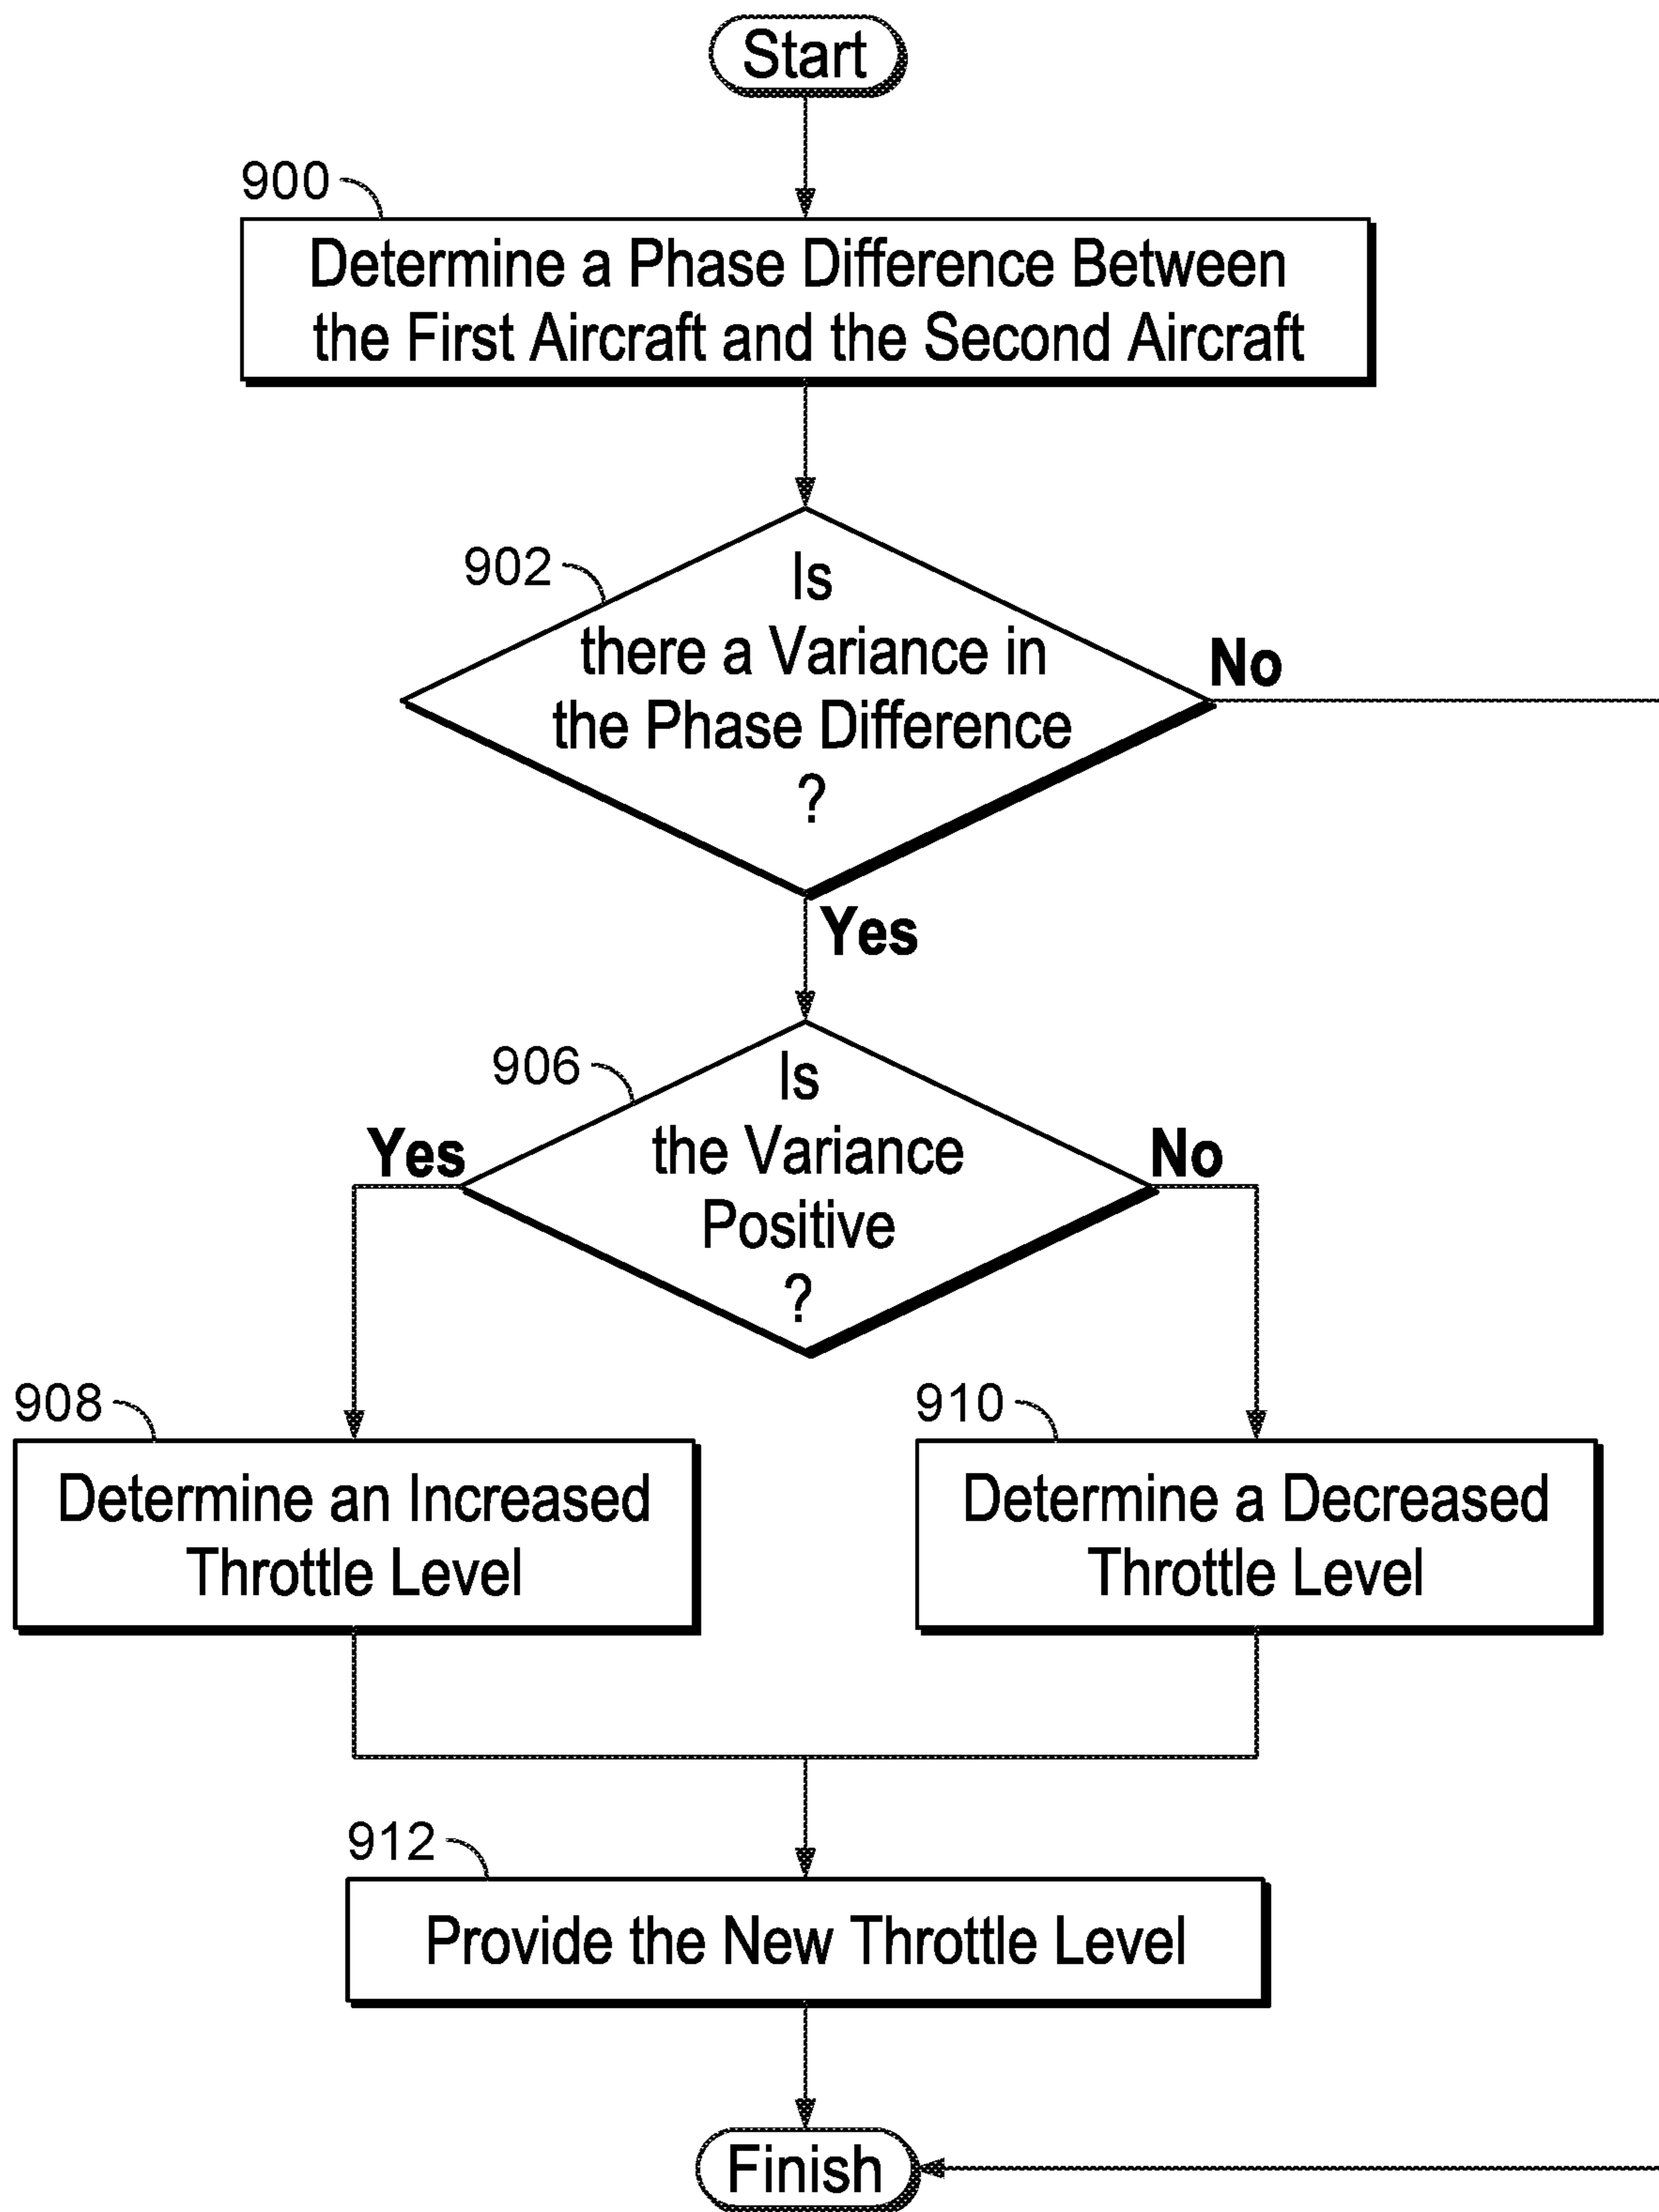 Start
900
Determine a Phase Difference Between
the First Aircraft and the Second Aircraft
902
Is
there a Variance in
the Phase Difference
?
No
Yes
906
Is
the Variance
Positive
?
Yes
No
908
Determine an Increased
Throttle Level
910
Determine a Decreased
Throttle Level
912
Provide the New Throttle Level
Finish